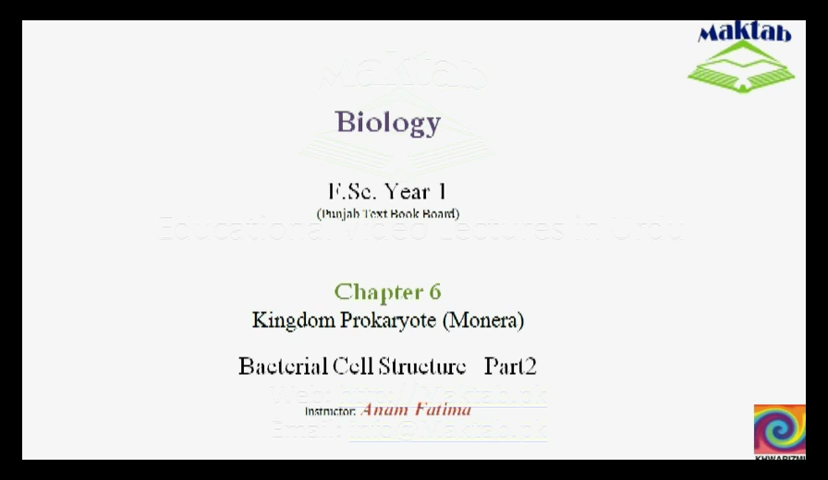 Maktab
Biology
F.Sc. Year 1
(Punjab Text Book Board)
Educational Video Lectures in Urdu
Chapter 6
Kingdom Prokaryote (Monera)
Bacterial Cell Structure Part2
Instructor: Anam Fatima
KHWARIZMI